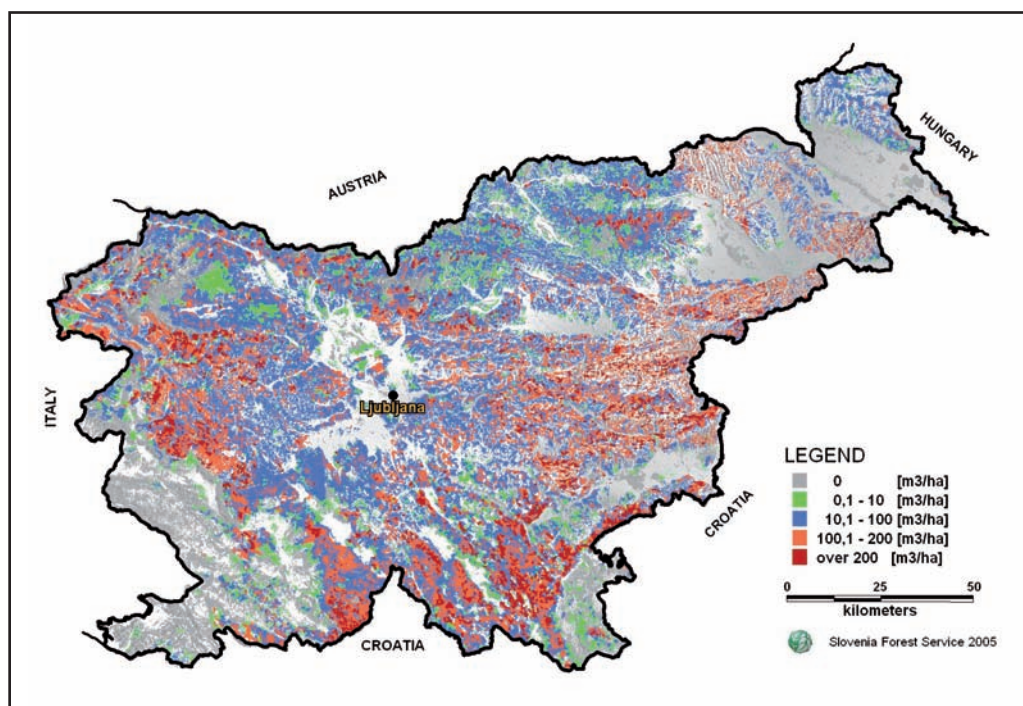 AUSTRIA
HUNGARY
ITALY
Ljubljana
CROATIA
CROATIA
LEGEND
0 [m3/ha]
0,1 - 10 [m3/ha]
10,1 - 100 [m3/ha]
100,1 - 200 [m3/ha]
over 200 [m3/ha]
0 25 50
kilometers
Slovenia Forest Service 2005